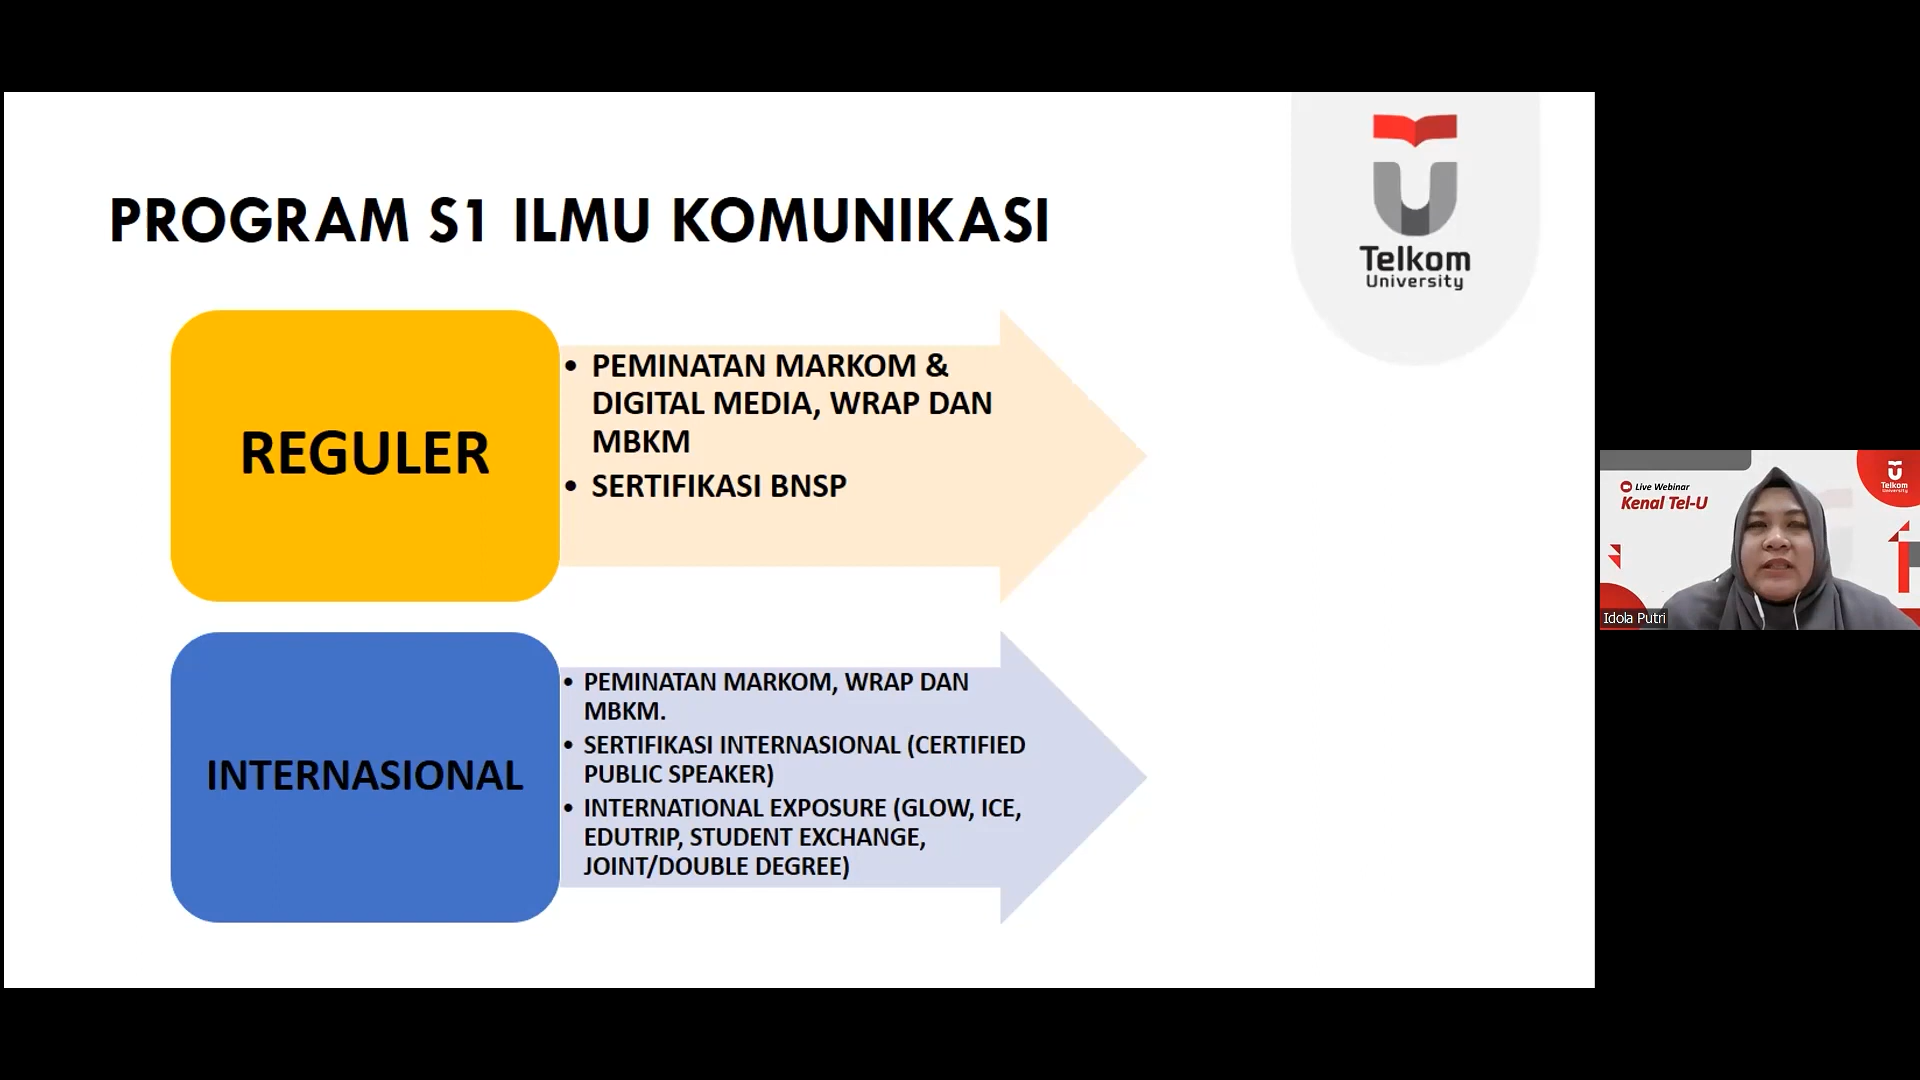 PROGRAM S1 ILMU KOMUNIKASI
Telkom
University
REGULER
• PEMINATAN MARKOM &
DIGITAL MEDIA, WRAP DAN
MBKM
• SERTIFIKASI BNSP
INTERNASIONAL
• PEMINATAN MARKOM, WRAP DAN
MBKM.
• SERTIFIKASI INTERNASIONAL (CERTIFIED
PUBLIC SPEAKER)
• INTERNATIONAL EXPOSURE (GLOW, ICE,
EDUTRIP, STUDENT EXCHANGE,
JOINT/DOUBLE DEGREE)
Live Webinar
Kenal Tel-U
Telkom
University
Idola Putri